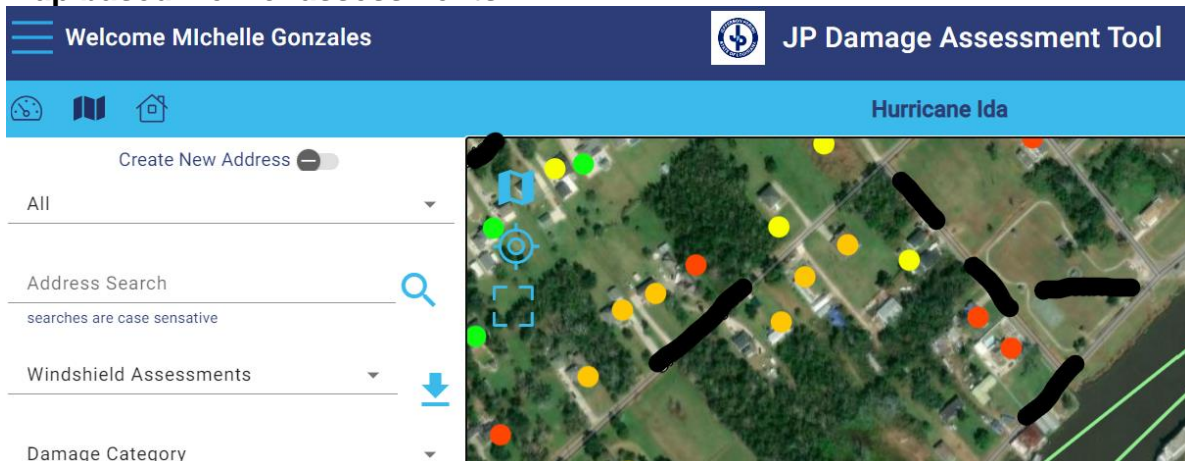 Welcome MIchelle Gonzales
JP Damage Assessment Tool
Hurricane Ida
Create New Address
All
Address Search
searches are case sensative
Windshield Assessments
Damage Category